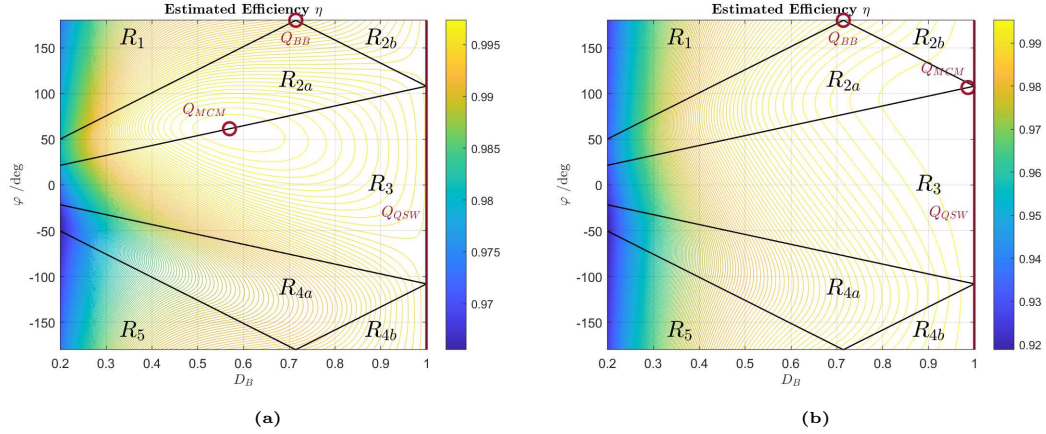 Estimated Efficiency η
φ /deg
150
100
50
0
-50
-100
-150
R1
QBB
R2b
R2a
QMCM
R3
QQSW
R4a
R5
R4b
0.2 0.3 0.4 0.5 0.6 0.7 0.8 0.9 1
DB
0.995
0.99
0.985
0.98
0.975
0.97
(a)
Estimated Efficiency η
φ /deg
150
100
50
0
-50
-100
-150
R1
QBB
R2b
QMCM
R2a
R3
QQSW
R4a
R5
R4b
0.2 0.3 0.4 0.5 0.6 0.7 0.8 0.9 1
DB
0.99
0.98
0.97
0.96
0.95
0.94
0.93
0.92
(b)